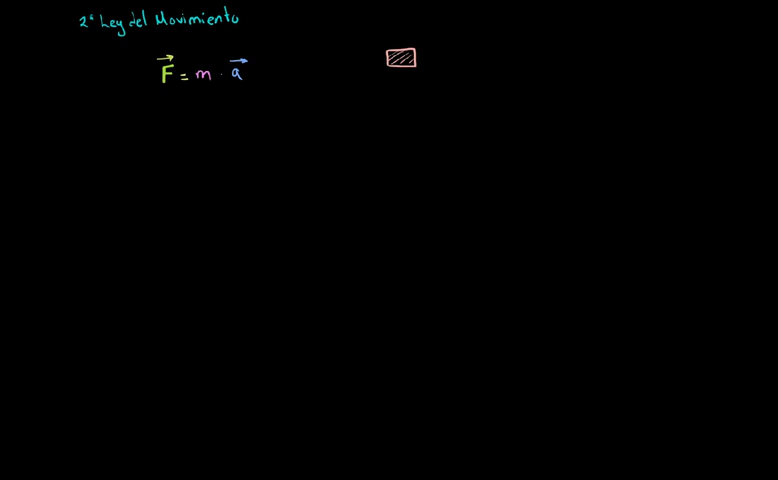 2ª Ley del Movimiento
F⃗ = m · a⃗